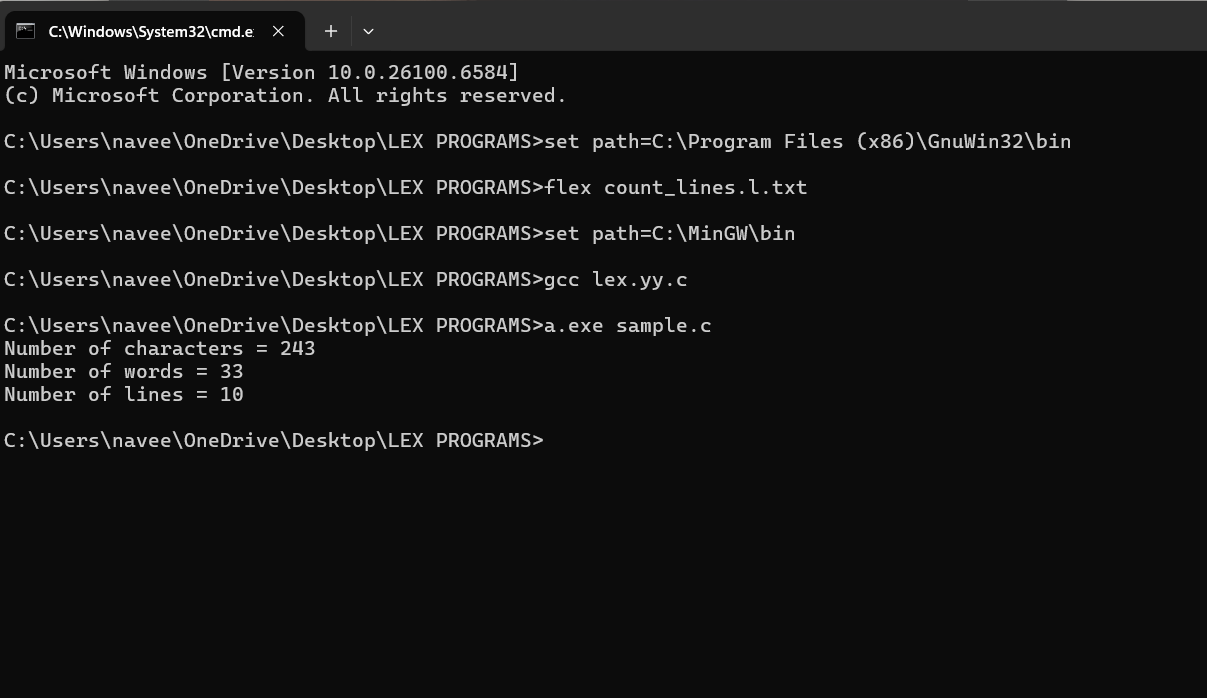 C:\Windows\System32\cmd.e
Microsoft Windows [Version 10.0.26100.6584]
(c) Microsoft Corporation. All rights reserved.
C:\Users\navee\OneDrive\Desktop\LEX PROGRAMS>set path=C:\Program Files (x86)\GnuWin32\bin
C:\Users\navee\OneDrive\Desktop\LEX PROGRAMS>flex count_lines.l.txt
C:\Users\navee\OneDrive\Desktop\LEX PROGRAMS>set path=C:\MinGW\bin
C:\Users\navee\OneDrive\Desktop\LEX PROGRAMS>gcc lex.yy.c
C:\Users\navee\OneDrive\Desktop\LEX PROGRAMS>a.exe sample.c
Number of characters = 243
Number of words = 33
Number of lines = 10
C:\Users\navee\OneDrive\Desktop\LEX PROGRAMS>